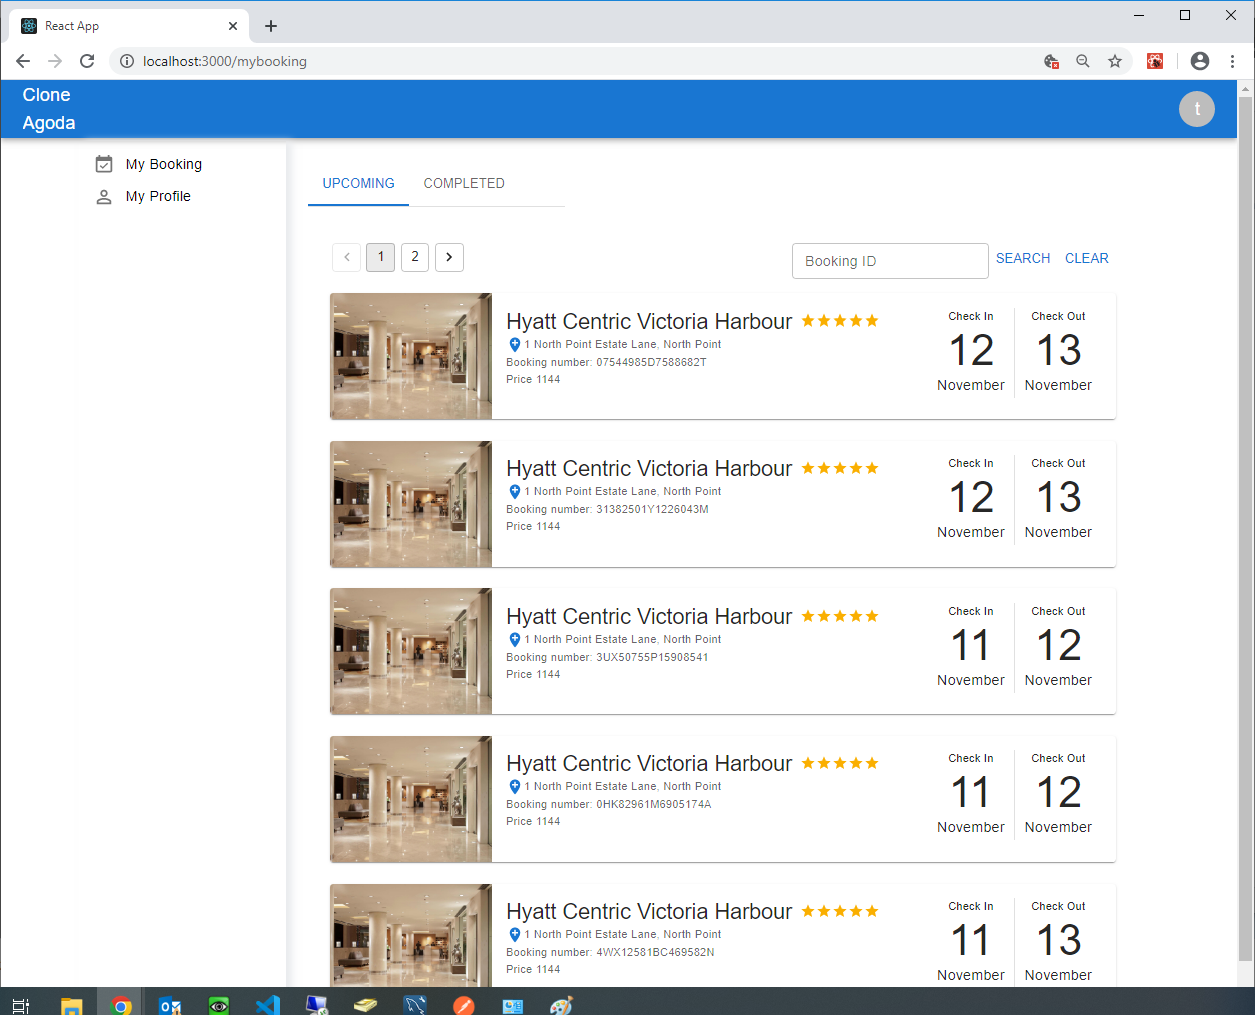 React App
localhost:3000/mybooking
Clone
Agoda
t
My Booking
My Profile
UPCOMING COMPLETED
1 2
Booking ID SEARCH CLEAR
Hyatt Centric Victoria Harbour
1 North Point Estate Lane, North Point
Booking number: 07544985D7588682T
Price 1144
Check In
12
November
Check Out
13
November
Hyatt Centric Victoria Harbour
1 North Point Estate Lane, North Point
Booking number: 31382501Y1226043M
Price 1144
Check In
12
November
Check Out
13
November
Hyatt Centric Victoria Harbour
1 North Point Estate Lane, North Point
Booking number: 3UX50755P15908541
Price 1144
Check In
11
November
Check Out
12
November
Hyatt Centric Victoria Harbour
1 North Point Estate Lane, North Point
Booking number: 0HK82961M6905174A
Price 1144
Check In
11
November
Check Out
12
November
Hyatt Centric Victoria Harbour
1 North Point Estate Lane, North Point
Booking number: 4WX12581BC469582N
Price 1144
Check In
11
November
Check Out
13
November